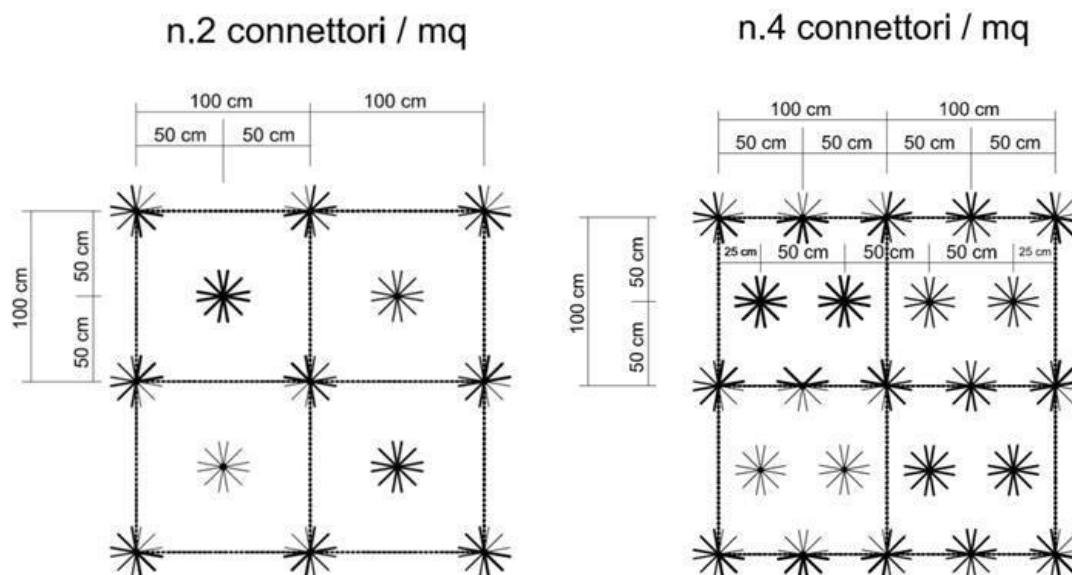 n.2 connettori / mq
100 cm 100 cm
50 cm 50 cm
100 cm
50 cm
50 cm
n.4 connettori / mq
100 cm 100 cm
50 cm 50 cm 50 cm 50 cm
25 cm 50 cm 50 cm 50 cm 25 cm
100 cm
50 cm
50 cm